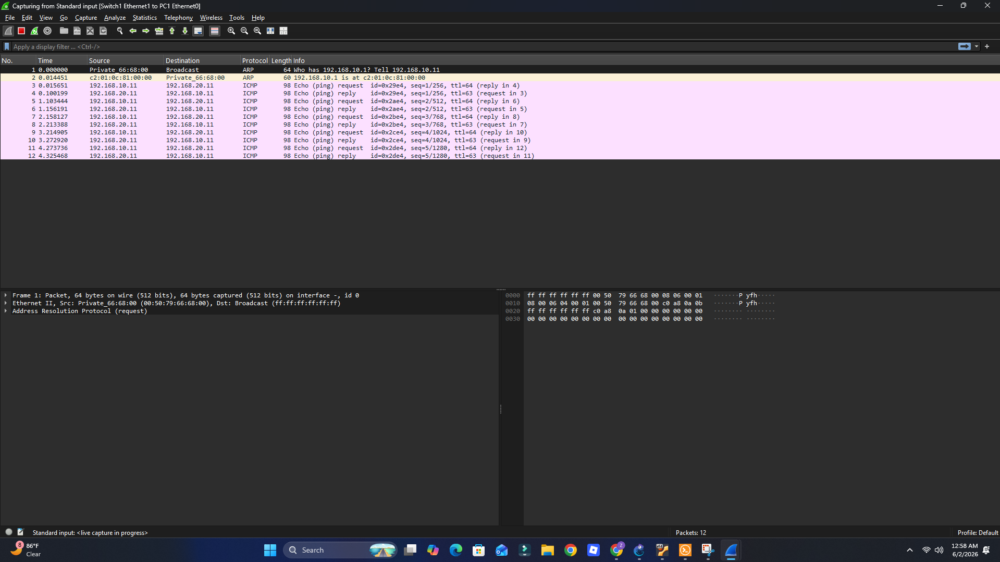 Capturing from Standard input [Switch1 Ethernet1 to PC1 Ethernet0]
File Edit View Go Capture Analyze Statistics Telephony Wireless Tools Help
Apply a display filter ... <Ctrl-/>
No. Time Source Destination Protocol Length Info
1 0.000000 Private_66:68:00 Broadcast ARP 64 Who has 192.168.10.1? Tell 192.168.10.11
2 0.014451 c2:01:0c:81:00:00 Private_66:68:00 ARP 60 192.168.10.1 is at c2:01:0c:81:00:00
3 0.015651 192.168.10.11 192.168.20.11 ICMP 98 Echo (ping) request id=0x29e4, seq=1/256, ttl=64 (reply in 4)
4 0.100199 192.168.20.11 192.168.10.11 ICMP 98 Echo (ping) reply id=0x29e4, seq=1/256, ttl=63 (request in 3)
5 1.103444 192.168.10.11 192.168.20.11 ICMP 98 Echo (ping) request id=0x2ae4, seq=2/512, ttl=64 (reply in 6)
6 1.156191 192.168.20.11 192.168.10.11 ICMP 98 Echo (ping) reply id=0x2ae4, seq=2/512, ttl=63 (request in 5)
7 2.158127 192.168.10.11 192.168.20.11 ICMP 98 Echo (ping) request id=0x2be4, seq=3/768, ttl=64 (reply in 8)
8 2.213388 192.168.20.11 192.168.10.11 ICMP 98 Echo (ping) reply id=0x2be4, seq=3/768, ttl=63 (request in 7)
9 3.214905 192.168.10.11 192.168.20.11 ICMP 98 Echo (ping) request id=0x2ce4, seq=4/1024, ttl=64 (reply in 10)
10 3.272920 192.168.20.11 192.168.10.11 ICMP 98 Echo (ping) reply id=0x2ce4, seq=4/1024, ttl=63 (request in 9)
11 4.273736 192.168.10.11 192.168.20.11 ICMP 98 Echo (ping) request id=0x2de4, seq=5/1280, ttl=64 (reply in 12)
12 4.325468 192.168.20.11 192.168.10.11 ICMP 98 Echo (ping) reply id=0x2de4, seq=5/1280, ttl=63 (request in 11)
Frame 1: Packet, 64 bytes on wire (512 bits), 64 bytes captured (512 bits) on interface -, id 0
Ethernet II, Src: Private_66:68:00 (00:50:79:66:68:00), Dst: Broadcast (ff:ff:ff:ff:ff:ff)
Address Resolution Protocol (request)
0000 ff ff ff ff ff ff 00 50 79 66 68 00 08 06 00 01 ·······P yfh·····
0010 08 00 06 04 00 01 00 50 79 66 68 00 c0 a8 0a 0b ·······P yfh·····
0020 ff ff ff ff ff ff c0 a8 0a 01 00 00 00 00 00 00 ········ ········
0030 00 00 00 00 00 00 00 00 00 00 00 00 00 00 00 00 ········ ········
Standard input: <live capture in progress>
Packets: 12
Profile: Default
8
86°F
Clear
Search
Z
x64
12:58 AM
6/2/2026